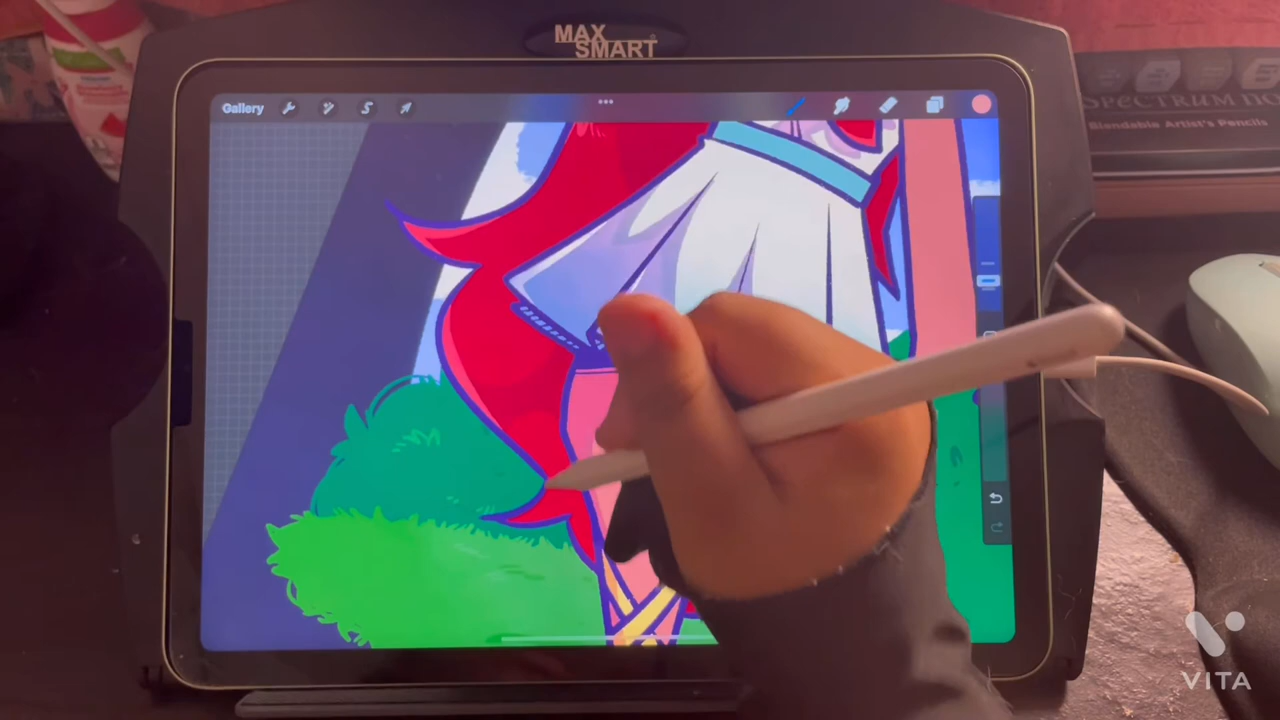 MAX
SMART
Gallery
SPECTRUM NO
Blendable Artist's Pencils
VITA